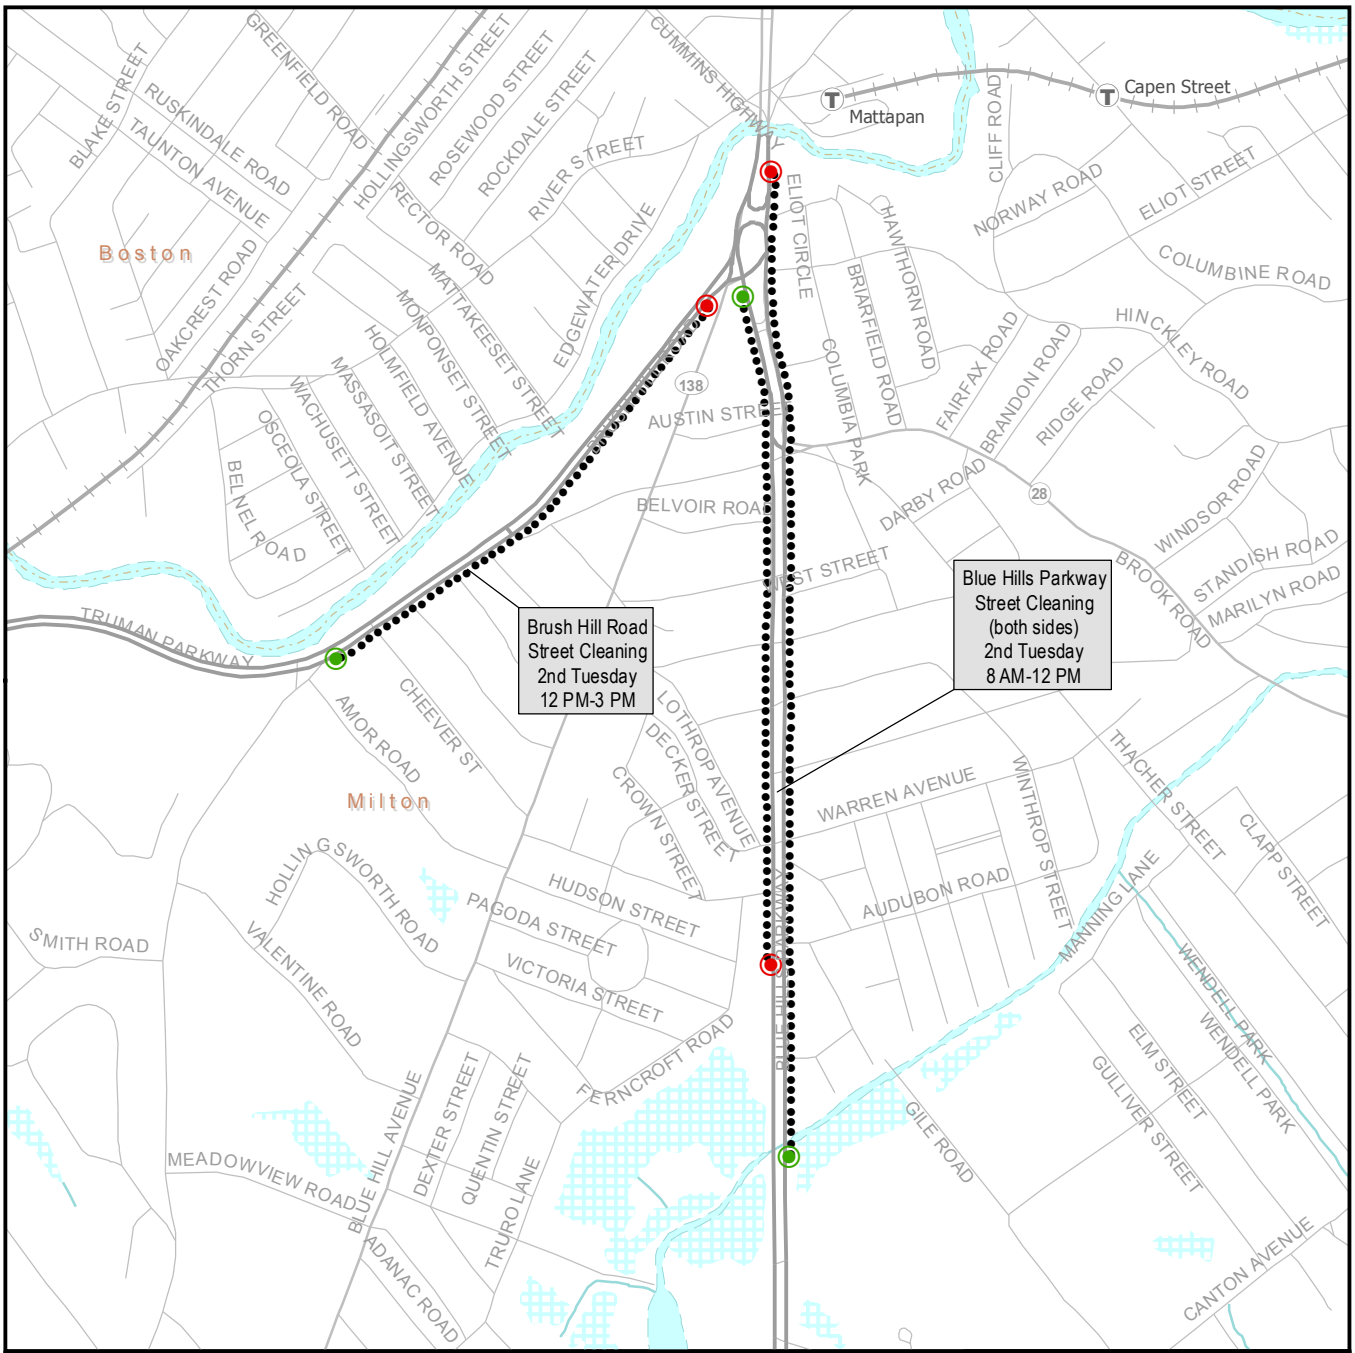 GREENFIELD ROAD
HOLLINGSWORTH STREET
CUMMINS HIGHWAY
BLAKE STREET
RUSKINDALE ROAD
TAUNTON AVENUE
ROSEWOOD STREET
ROCKDALE STREET
RIVER STREET
RECTOR ROAD
Mattapan
Capen Street
CLIFF ROAD
NORWAY ROAD
ELIOT STREET
COLUMBINE ROAD
Boston
OAKCREST ROAD
THORN STREET
EDGEWATER DRIVE
MATTAKESET STREET
MONPONSET STREET
HOLMFIELD AVENUE
MASSASOIT STREET
WACHUSETT STREET
OSCEOLA STREET
BELNEL ROAD
ELIOT CIRCLE
HAWTHORN ROAD
BRIARFIELD ROAD
COLUMBIA PARK
FAIRFAX ROAD
BRANDON ROAD
RIDGE ROAD
HINCKLEY ROAD
138
AUSTIN STREET
BELVOIR ROAD
WEST STREET
DARBY ROAD
28
BROOK ROAD
WINDSOR ROAD
STANDISH ROAD
MARILYN ROAD
TRUMAN PARKWAY
Brush Hill Road
Street Cleaning
2nd Tuesday
12 PM-3 PM
Blue Hills Parkway
Street Cleaning
(both sides)
2nd Tuesday
8 AM-12 PM
AMOR ROAD
CHEEVER ST
Milton
LOTHROP AVENUE
DECKER STREET
CROWN STREET
WARREN AVENUE
WINTHROP STREET
THACHER STREET
CLAPP STREET
AUDUBON ROAD
MANNING LANE
HOLLINGSWORTH ROAD
HUDSON STREET
PAGODA STREET
VICTORIA STREET
SMITH ROAD
VALENTINE ROAD
FERNCROFT ROAD
BLUE HILLS PARKWAY
WENDELL PARK
WENDELL PARK
ELM STREET
GULLIVER STREET
GILE ROAD
BLUE HILL AVENUE
DEXTER STREET
QUENTIN STREET
TRURO LANE
MEADOWVIEW ROAD
ADANAC ROAD
CANTON AVENUE